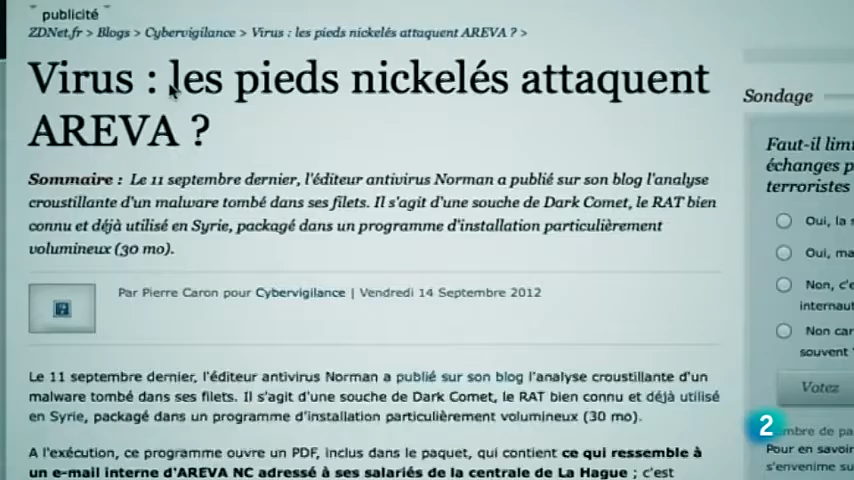 publicité
ZDNet.fr > Blogs > Cybervigilance > Virus : les pieds nickelés attaquent AREVA ? >
Virus : les pieds nickelés attaquent
AREVA ?
Sommaire : Le 11 septembre dernier, l'éditeur antivirus Norman a publié sur son blog l'analyse
croustillante d'un malware tombé dans ses filets. Il s'agit d'une souche de Dark Comet, le RAT bien
connu et déjà utilisé en Syrie, packagé dans un programme d'installation particulièrement
volumineux (30 mo).
Par Pierre Caron pour Cybervigilance | Vendredi 14 Septembre 2012
Le 11 septembre dernier, l'éditeur antivirus Norman a publié sur son blog l'analyse croustillante d'un
malware tombé dans ses filets. Il s'agit d'une souche de Dark Comet, le RAT bien connu et déjà utilisé
en Syrie, packagé dans un programme d'installation particulièrement volumineux (30 mo).
A l'exécution, ce programme ouvre un PDF, inclus dans le paquet, qui contient ce qui ressemble à
un e-mail interne d'AREVA NC adressé à ses salariés de la centrale de La Hague ; c'est
Sondage
Faut-il
échanges
terroristes
Oui, la
Oui,
Non,
Non
souvent
Votez
2
de
Pour en savoir
s'envenime